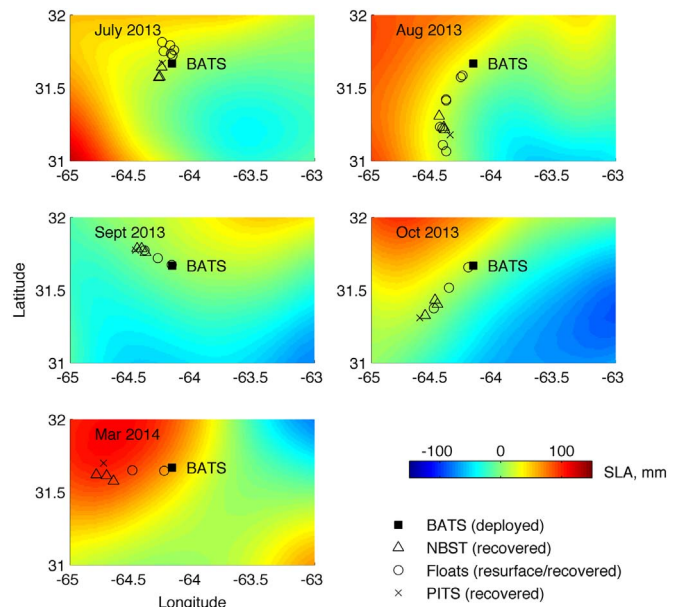 July 2013
BATS
32
31.5
31
-65 -64.5 -64 -63.5 -63
Aug 2013
BATS
32
31.5
31
-65 -64.5 -64 -63.5 -63
Sept 2013
BATS
32
31.5
31
-65 -64.5 -64 -63.5 -63
Latitude
Oct 2013
BATS
32
31.5
31
-65 -64.5 -64 -63.5 -63
Mar 2014
BATS
32
31.5
31
-65 -64.5 -64 -63.5 -63
Longitude
-100 0 100
SLA, mm
BATS (deployed)
NBST (recovered)
Floats (resurface/recovered)
PITS (recovered)